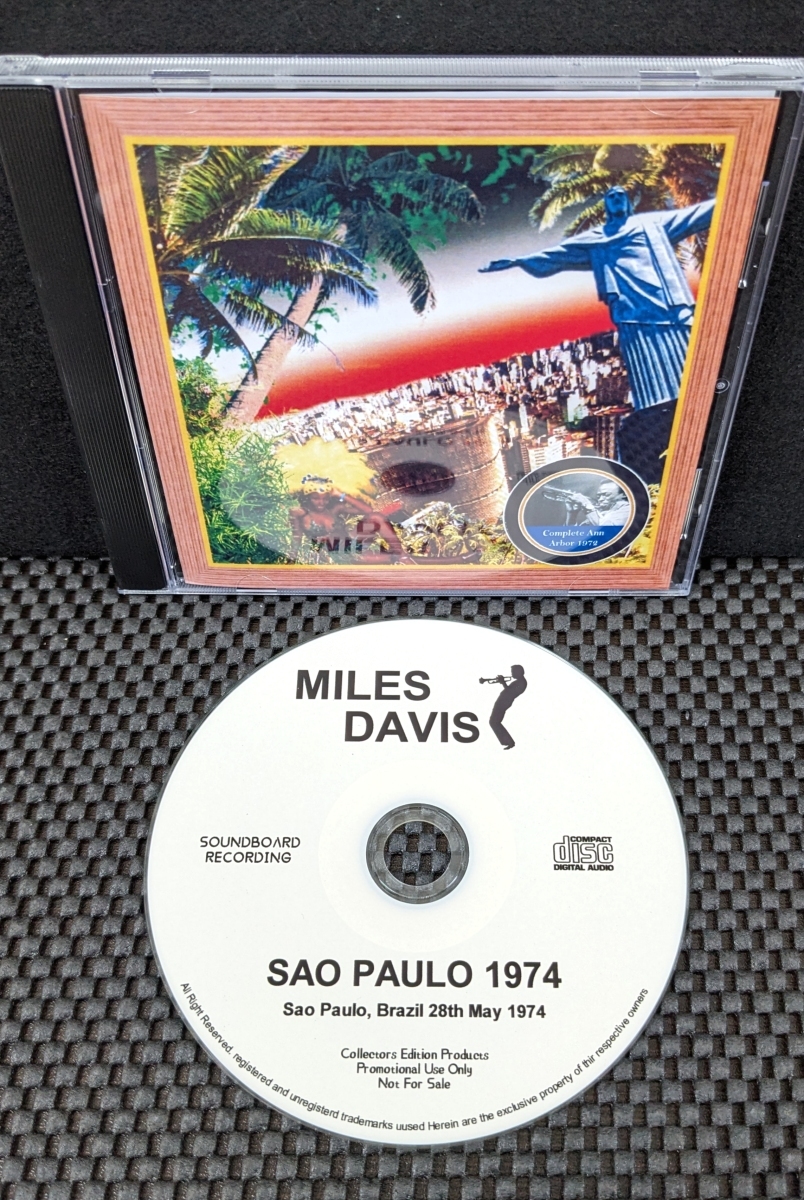 Complete Ann
Arbor 1972
MILES
DAVIS
SOUNDBOARD
RECORDING
COMPACT
disc
DIGITAL AUDIO
SAO PAULO 1974
Sao Paulo, Brazil 28th May 1974
Collectors Edition Products
Promotional Use Only
Not For Sale
All Right Reserved. registered and unregisterd trademarks uused Herein are the exclusive property of thir respective owners